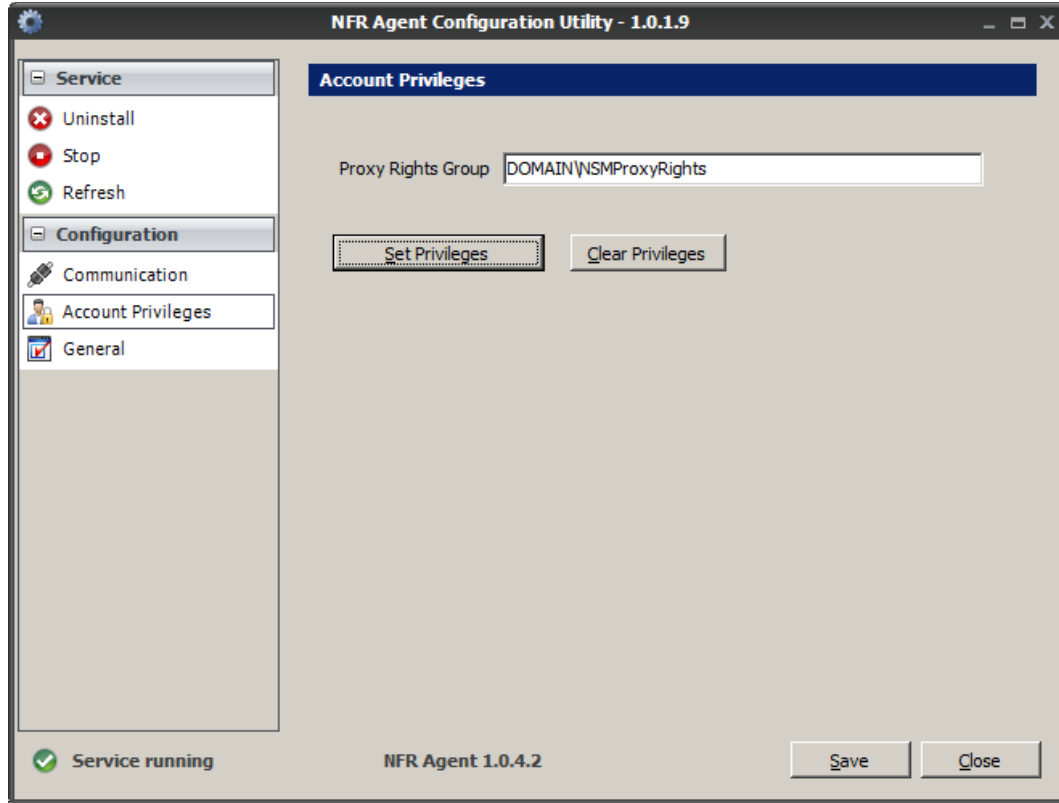 NFR Agent Configuration Utility - 1.0.1.9
Service
Uninstall
Stop
Refresh
Configuration
Communication
Account Privileges
General
Account Privileges
Proxy Rights Group DOMAIN\NSMProxyRights
Set Privileges Clear Privileges
Service running NFR Agent 1.0.4.2 Save Close